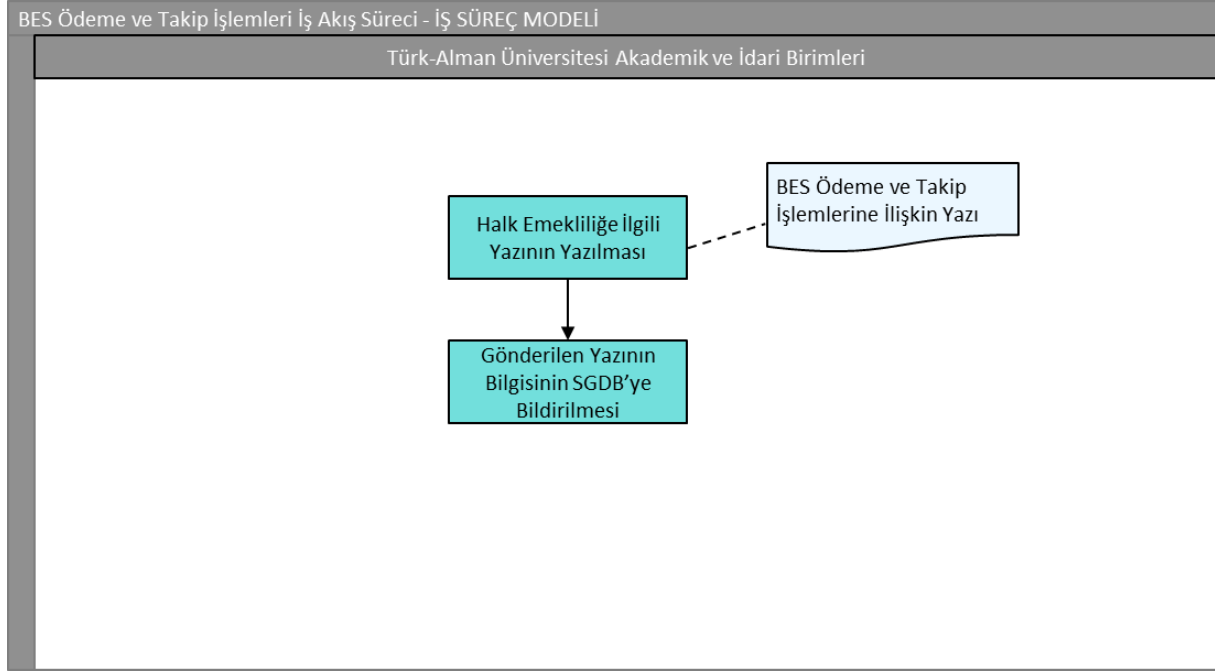 BES Ödeme ve Takip İşlemleri İş Akış Süreci - İŞ SÜREÇ MODELİ
Türk-Alman Üniversitesi Akademik ve İdari Birimleri
BES Ödeme ve Takip
İşlemlerine İlişkin Yazı
Halk Emekliliğe İlgili
Yazının Yazılması
Gönderilen Yazının
Bilgisinin SGDB’ye
Bildirilmesi